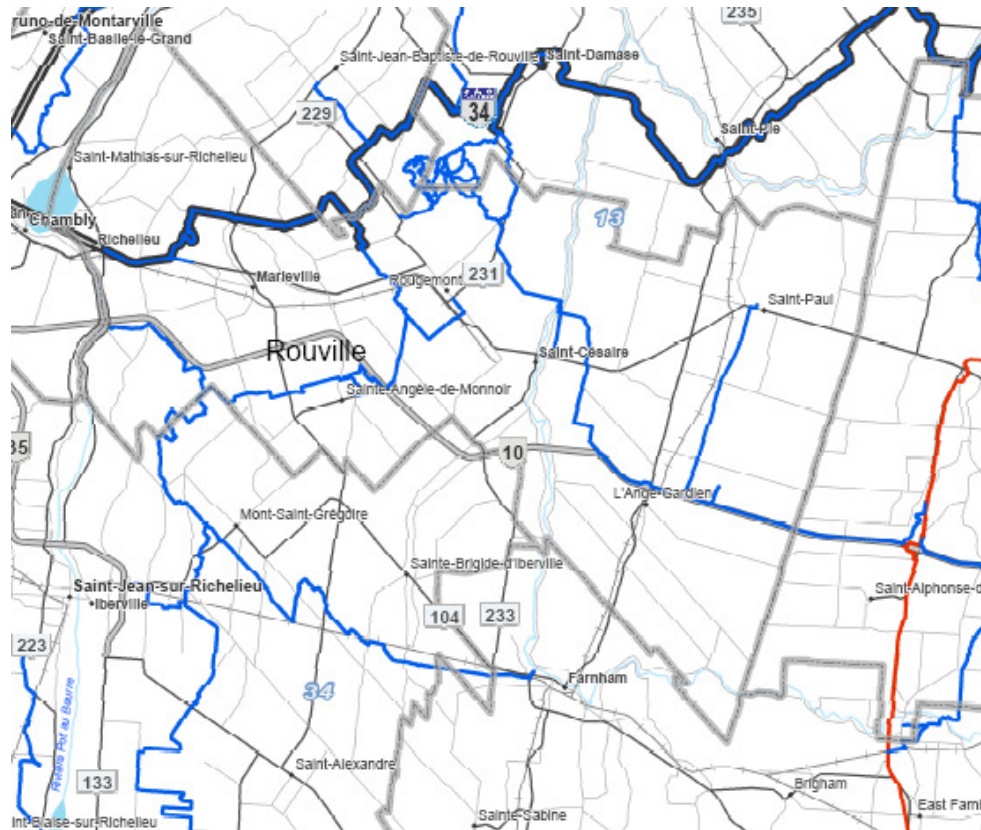 runo-de-Montarville
Saint-Basile-le-Grand
235
Saint-Jean-Baptiste-de-Rouville
Saint-Damase
229
34
Saint-Pie
Saint-Mathias-sur-Richelieu
Chambly
13
Richelieu
Marieville
Rougemont
231
Saint-Paul
Rouville
Saint-Césaire
Sainte-Angèle-de-Monnoir
35
10
L'Ange-Gardien
Mont-Saint-Grégoire
Sainte-Brigide-d'Iberville
Saint-Jean-sur-Richelieu
Iberville
Saint-Alphonse-d
104
233
223
34
Farnham
Rivière Pot au Beurre
Saint-Alexandre
133
Brigham
Sainte-Sabine
East Farn
int-Blaise-sur-Richelieu